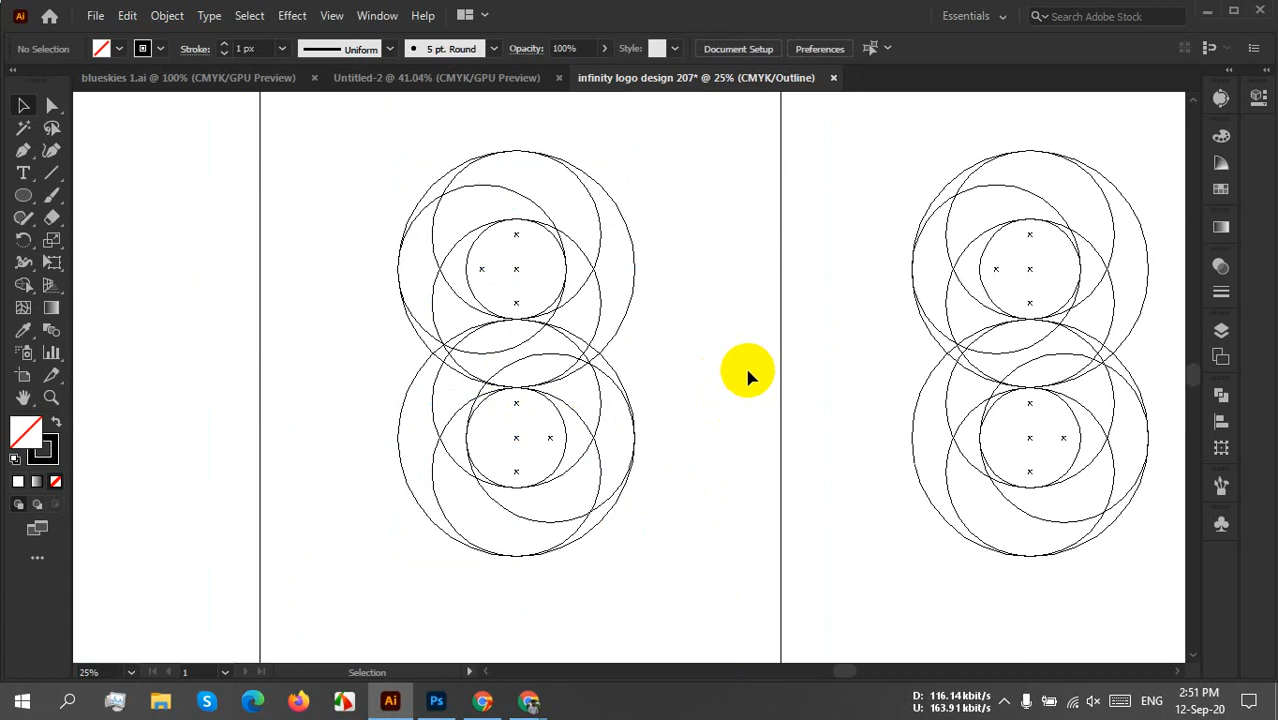 Ai File Edit Object Type Select Effect View Window Help Essentials Search Adobe Stock
No Selection Stroke: 1 px Uniform 5 pt. Round Opacity: 100% Style: Document Setup Preferences
blueskies 1.ai @ 100% (CMYK/GPU Preview) × Untitled-2 @ 41.04% (CMYK/GPU Preview) × infinity logo design 207* @ 25% (CMYK/Outline) ×
25% 1 Selection
Ai Ps D: 116.14 kbit/s U: 163.91 kbit/s ENG 2:51 PM 12-Sep-20